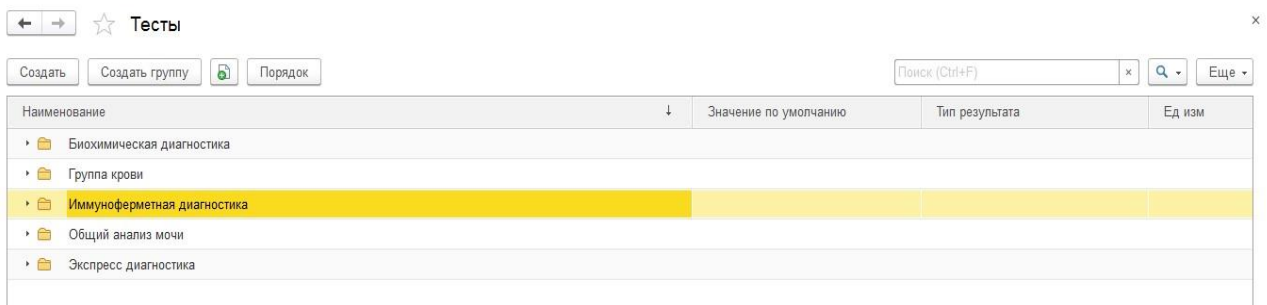 Тесты
Создать Создать группу Порядок Поиск (Ctrl+F) × Еще
Наименование ↓ Значение по умолчанию Тип результата Ед изм
Биохимическая диагностика
Группа крови
Иммуноферметная диагностика
Общий анализ мочи
Экспресс диагностика